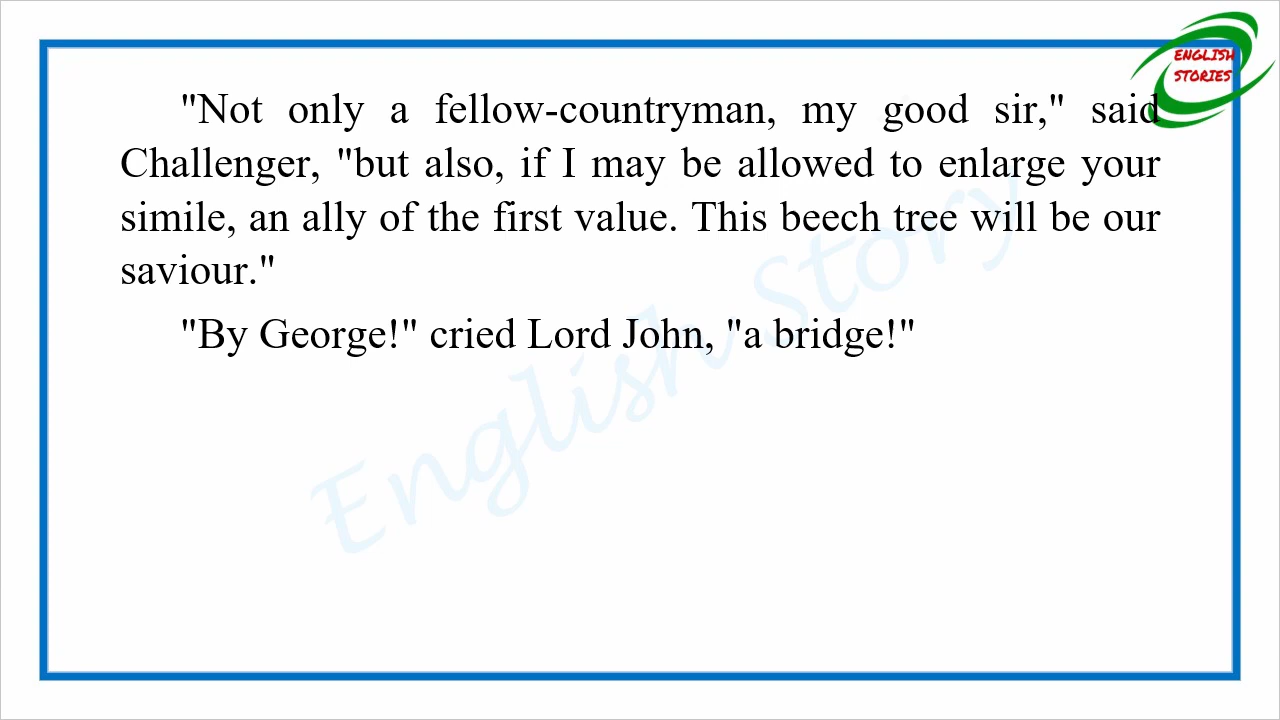 ENGLISH
STORIES
"Not only a fellow-countryman, my good sir," said
Challenger, "but also, if I may be allowed to enlarge your
simile, an ally of the first value. This beech tree will be our
saviour."
"By George!" cried Lord John, "a bridge!"
English Story